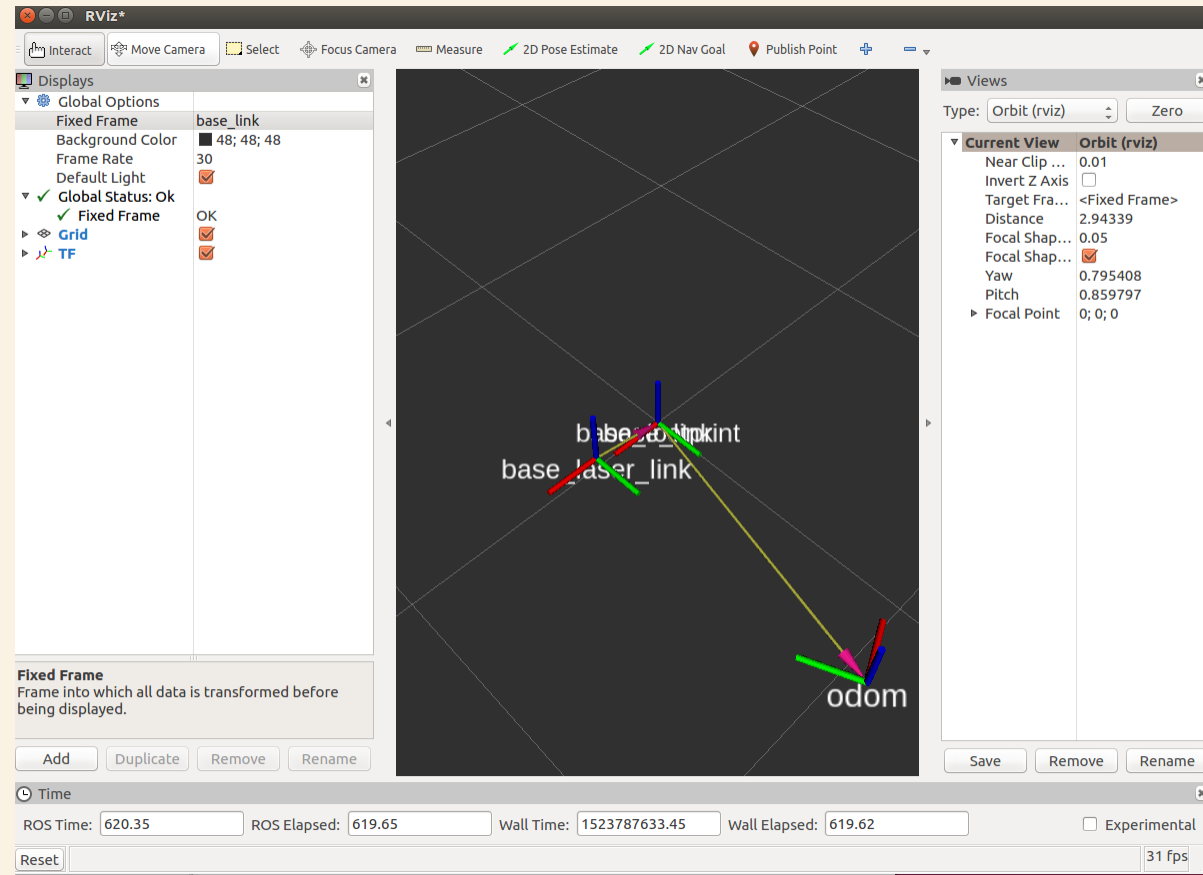 RViz*
Interact Move Camera Select Focus Camera Measure 2D Pose Estimate 2D Nav Goal Publish Point
Displays
Global Options
Fixed Frame base_link
Background Color 48; 48; 48
Frame Rate 30
Default Light
Global Status: Ok
Fixed Frame OK
Grid
TF
Fixed Frame
Frame into which all data is transformed before
being displayed.
Add Duplicate Remove Rename
base_laser_link
odom
Views
Type: Orbit (rviz) Zero
Current View Orbit (rviz)
Near Clip ... 0.01
Invert Z Axis
Target Fra... <Fixed Frame>
Distance 2.94339
Focal Shap... 0.05
Focal Shap...
Yaw 0.795408
Pitch 0.859797
Focal Point 0; 0; 0
Save Remove Rename
Time
ROS Time: 620.35 ROS Elapsed: 619.65 Wall Time: 1523787633.45 Wall Elapsed: 619.62 Experimental
Reset 31 fps